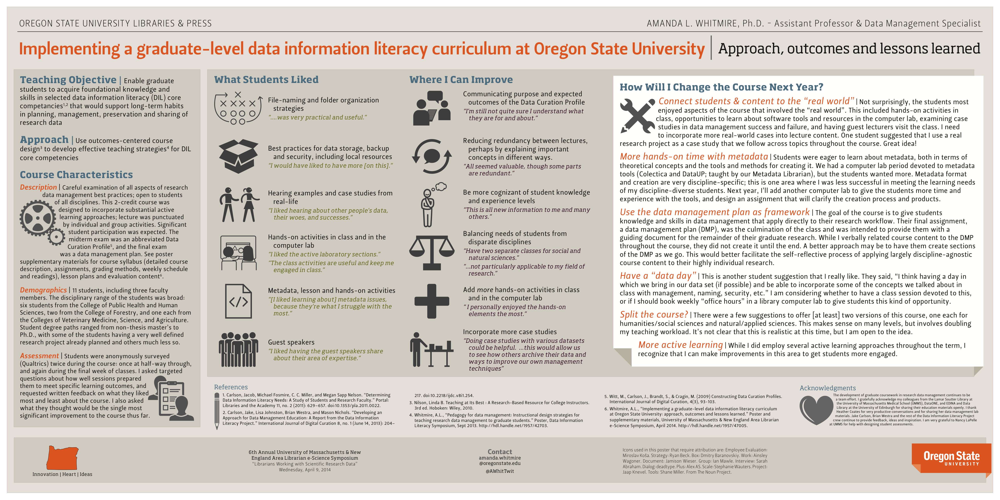 OREGON STATE UNIVERSITY LIBRARIES & PRESS
AMANDA L. WHITMIRE, Ph.D. – Assistant Professor & Data Management Specialist
Implementing a graduate-level data information literacy curriculum at Oregon State University | Approach, outcomes and lessons learned
Teaching Objective | Enable graduate
students to acquire foundational knowledge and
skills in selected data information literacy (DIL) core
competancies1,2 that would support long-term habits
in planning, management, preservation and sharing of
research data
Approach | Use outcomes-centered course
design3 to develop effective teaching strategies4 for DIL
core competencies
Course Characteristics
Description | Careful examination of all aspects of research
data management best practices; open to students
of all disciplines. This 2-credit course was
designed to incorporate substantial active
learning approaches; lecture was punctuated
by individual and group activities. Significant
student participation was expected. The
midterm exam was an abbreviated Data
Curation Profile5, and the final exam
was a data management plan. See poster
supplementary materials for course syllabus (detailed course
description, assignments, grading methods, weekly schedule
and readings), lesson plans and evaluation content6.
Demographics | 11 students, including three faculty
members. The disciplinary range of the students was broad:
six students from the College of Public Health and Human
Sciences, two from the College of Forestry, and one each from
the Colleges of Veterinary Medicine, Science, and Agriculture.
Student degree paths ranged from non-thesis master's to
Ph.D., with some of the students having a very well defined
research project already planned and others much less so.
Assessment | Students were anonymously surveyed
(Qualtrics) twice during the course: once at half-way through,
and again during the final week of classes. I asked targeted
questions about how well sessions prepared
them to meet specific learning outcomes, and
requested written feedback on what they liked
most and least about the course. I also asked
what they thought would be the single most
significant improvement to the course thus far.
What Students Liked
File-naming and folder organization
strategies
"....was very practical and useful."
Best practices for data storage, backup
and security, including local resources
"I would have liked to have more [on this]."
Hearing examples and case studies from
real-life
"I liked hearing about other people's data,
their woes, and successes."
Hands-on activities in class and in the
computer lab
"I liked the active laboratory sections."
"The class activities are useful and keep me
engaged in class."
Metadata, lesson and hands-on activities
"[I liked learning about] metadata issues,
because they're what I struggle with the
most."
Guest speakers
"I liked having the guest speakers share
about their area of expertise."
Where I Can Improve
Communicating purpose and expected
outcomes of the Data Curation Profile
"I'm still not quite sure I understand what
they are for and about."
Reducing redundancy between lectures,
perhaps by explaining important
concepts in different ways.
"All seemed valuable, though some parts
are redundant."
Be more cognizant of student knowledge
and experience levels
"This is all new information to me and many
others."
Balancing needs of students from
disparate disciplines
"Have two separate classes for social and
natural sciences."
"...not particularly applicable to my field of
research."
Add more hands-on activities in class
and in the computer lab
" I personally enjoyed the hands-on
elements the most."
Incorporate more case studies
"Doing case studies with various datasets
could be helpful. ...this would allow us
to see how others archive their data and
ways to improve our own management
techniques"
How Will I Change the Course Next Year?
Connect students & content to the "real world" | Not surprisingly, the students most
enjoyed aspects of the course that involved the "real world". This included hands-on activities in
class, opportunities to learn about software tools and resources in the computer lab, examining case
studies in data management success and failure, and having guest lecturers visit the class. I need
to incorporate more real-world cases into lecture content. One student suggested that I use a real
research project as a case study that we follow across topics throughout the course. Great idea!
More hands-on time with metadata | Students were eager to learn about metadata, both in terms of
theoretical concepts and the tools and methods for creating it. We had a computer lab period devoted to metadata
tools (Colectica and DataUP; taught by our Metadata Librarian), but the students wanted more. Metadata format
and creation are very discipline-specific; this is one area where I was less successful in meeting the learning needs
of my discipline-diverse students. Next year, I'll add another computer lab to give the students more time and
experience with the tools, and design an assignment that will clarify the creation process and products.
Use the data management plan as framework | The goal of the course is to give students
knowledge and skills in data management that apply directly to their research workflow. Their final assignment,
a data management plan (DMP), was the culmination of the class and was intended to provide them with a
guiding document for the remainder of their graduate research. While I verbally related course content to the DMP
throughout the course, they did not create it until the end. A better approach may be to have them create sections
of the DMP as we go. This would better facilitate the self-reflective process of applying largely discipline-agnostic
course content to their highly individual research.
Have a "data day" | This is another student suggestion that I really like. They said, "I think having a day in
which we bring in our data set (if possible) and be able to incorporate some of the concepts we talked about in
class with management, naming, security, etc." I am considering whether to have a class session devoted to this,
or if I should book weekly "office hours" in a library computer lab to give students this kind of opportunity.
Split the course? | There were a few suggestions to offer [at least] two versions of this course, one each for
humanities/social sciences and natural/applied sciences. This makes sense on many levels, but involves doubling
my teaching workload. It's not clear that this is realistic at this time, but I am open to the idea.
More active learning | While I did employ several active learning approaches throughout the term, I
recognize that I can make improvements in this area to get students more engaged.
References
1. Carlson, Jacob, Michael Fosmire, C. C. Miller, and Megan Sapp Nelson. "Determining
Data Information Literacy Needs: A Study of Students and Research Faculty." Portal:
Libraries and the Academy 11, no. 2 (2011): 629–657. doi:10.1353/pla.2011.0022.
2. Carlson, Jake, Lisa Johnston, Brian Westra, and Mason Nichols. "Developing an
Approach for Data Management Education: A Report from the Data Information
Literacy Project." International Journal of Digital Curation 8, no. 1 (June 14, 2013): 204–
217. doi:10.2218/ijdc.v8i1.254.
3. Nilson, Linda B. Teaching at Its Best : A Research-Based Resource for College Instructors.
3rd ed. Hoboken: Wiley, 2010.
4. Whitmire, A.L., "Pedagogy for data management: Instructional design strategies for
teaching research data management to graduate students." Poster, Data Information
Literacy Symposium, Sept 2013. http://hdl.handle.net/1957/42703.
5. Witt, M., Carlson, J., Brandt, S., & Cragin, M. (2009) Constructing Data Curation Profiles.
International Journal of Digital Curation, 4(3), 93-103.
6. Whitmire, A.L., "Implementing a graduate-level data information literacy curriculum
at Oregon State University: approach, outcomes and lessons learned." Poster and
supplementary materials, University of Massachusetts & New England Area Librarian
e-Science Symposium, April 2014. http://hdl.handle.net/1957/47005.
Acknowledgments
The development of graduate coursework in research data management continues to be
a team effort. I gratefully acknowledge my colleagues from the Lamar Soutter Library at
the University of Massachusetts Medical School (UMMS), DataONE, and EDINA and Data
Library at the University of Edinburgh for sharing their education materials openly. I thank
Heather Coates for very productive conversations and for sharing her data management lab
materials. Jake Carlson, Brian Westra and the rest of the Data Information Literacy Project
crew continue to provide feedback, ideas and inspiration. I am very grateful to Nancy LaPelle
at UMMS for help with designing student assessments.
Innovation | Heart | Ideas
6th Annual University of Massachusetts & New
England Area Librarian e-Science Symposium
"Librarians Working with Scientific Research Data"
Wednesday, April 9, 2014
Contact
amanda.whitmire
@oregonstate.edu
@AWhitTwit
Icons used in this poster that require attribution are: Employee Evaluation:
Miroslav Koša. Strategy: Ryan Beck. Box: Dmitry Baranovskiy. Work: Ainsley
Wagoner. Document: Jamison Wieser. Group: Ian Mawle. Interview: Sarah
Abraham. Dialog: deadtype. Plus: Alex AS. Scale: Stephanie Wauters. Project:
Jaap Knevel. Tools: Shane Miller. From The Noun Project.
Oregon State
UNIVERSITY